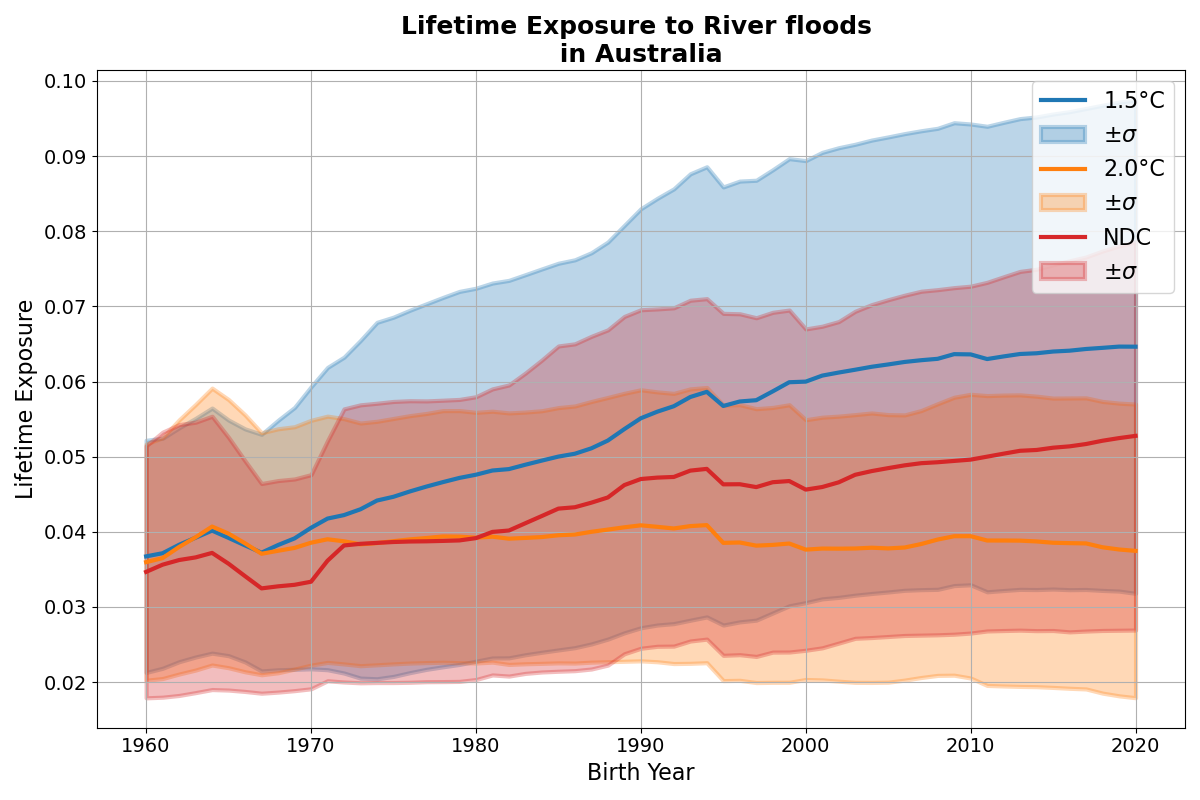 Lifetime Exposure to River floods
in Australia
Lifetime Exposure
0.10
0.09
0.08
0.07
0.06
0.05
0.04
0.03
0.02
1.5°C
±σ
2.0°C
±σ
NDC
±σ
1960 1970 1980 1990 2000 2010 2020
Birth Year